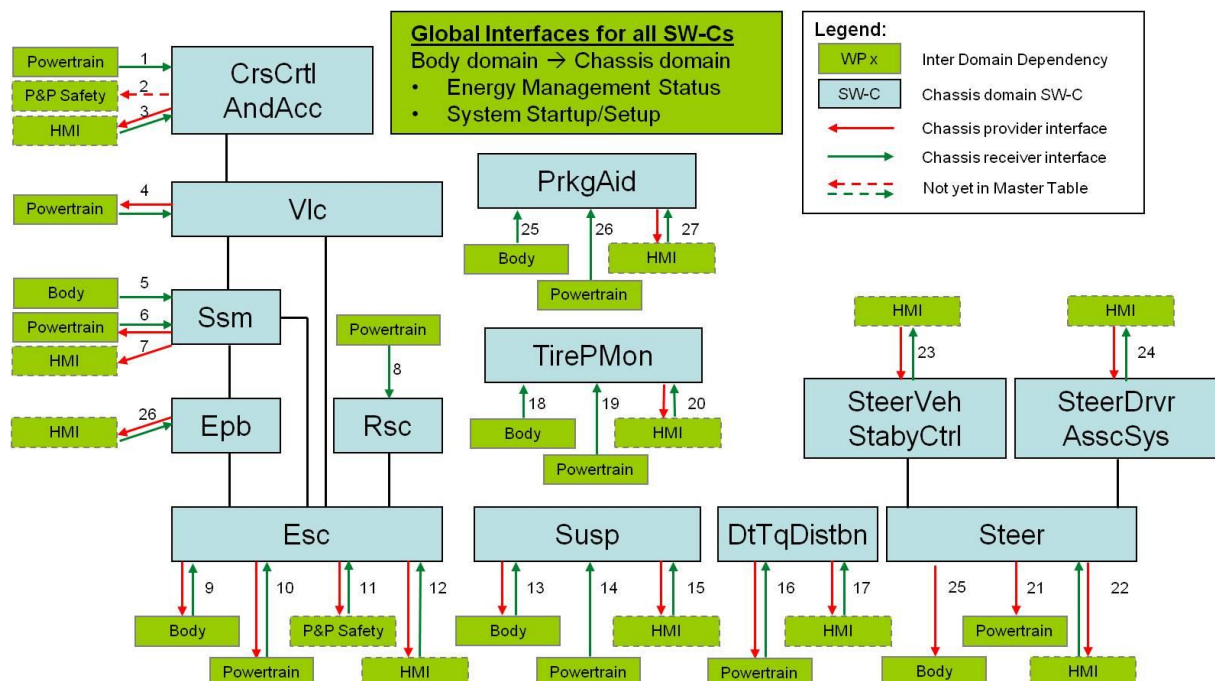 Global Interfaces for all SW-Cs
Body domain → Chassis domain
• Energy Management Status
• System Startup/Setup
Legend:
WP x
Inter Domain Dependency
SW-C
Chassis domain SW-C
Chassis provider interface
Chassis receiver interface
Not yet in Master Table
Powertrain
1
P&P Safety
2
HMI
3
CrsCrtl
AndAcc
Powertrain
4
Vlc
PrkgAid
25
26
27
Body
HMI
Powertrain
Body
5
Powertrain
6
HMI
7
Ssm
Powertrain
8
TirePMon
18
19
20
Body
HMI
Powertrain
HMI
23
HMI
24
SteerVeh
StabyCtrl
SteerDrvr
AsscSys
HMI
26
Epb
Rsc
Esc
Susp
DtTqDistbn
Steer
9
10
11
12
13
14
15
16
17
25
21
22
Body
P&P Safety
Body
HMI
HMI
Powertrain
Powertrain
HMI
Powertrain
Powertrain
Body
HMI